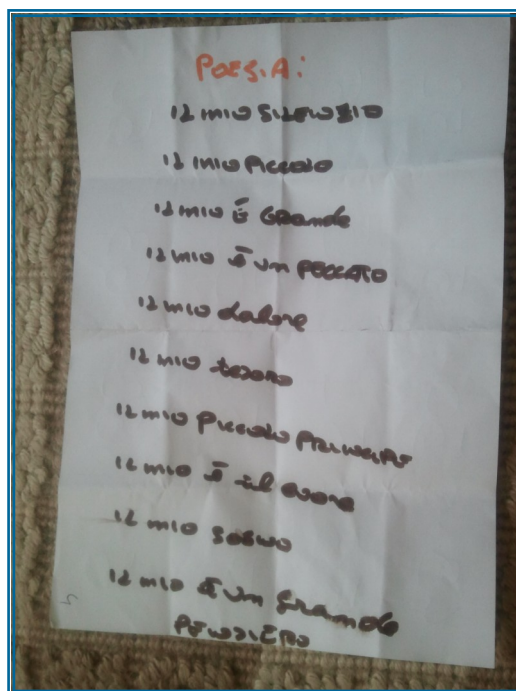 POESIA:
IL mIO SILENZIO
IL mIO PICCOLO
IL mIO È GRANDE
IL mIO È un PECCATO
IL mIO dolore
IL mIO tesoro
IL mIO PICCOLO PRINCIPE
IL mIO È il cuore
IL mIO SOGNO
IL mIO È un GRANDE
PENSIERO